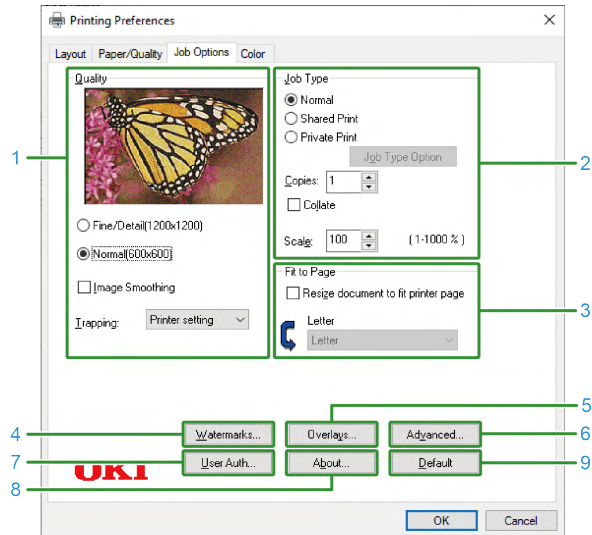 Printing Preferences
Layout Paper/Quality Job Options Color
Quality
Fine/Detail(1200x1200)
Normal(600x600)
Image Smoothing
Trapping: Printer setting
Job Type
Normal
Shared Print
Private Print
Job Type Option
Copies: 1
Collate
Scale: 100 ( 1-1000 % )
Fit to Page
Resize document to fit printer page
Letter
Letter
1
2
3
5
4 Watermarks... Overlays... Advanced... 6
7 OKI User Auth... About... Default 9
8
OK Cancel